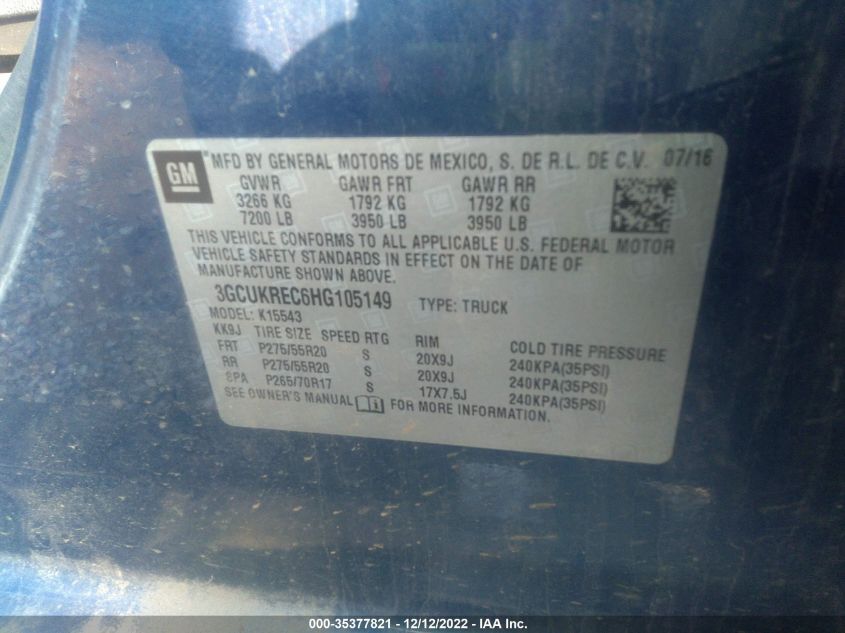 GM MFD BY GENERAL MOTORS DE MEXICO, S. DE R.L. DE C.V. 07/16
GVWR GAWR FRT GAWR RR
3266 KG 1792 KG 1792 KG
7200 LB 3950 LB 3950 LB
THIS VEHICLE CONFORMS TO ALL APPLICABLE U.S. FEDERAL MOTOR
VEHICLE SAFETY STANDARDS IN EFFECT ON THE DATE OF
MANUFACTURE SHOWN ABOVE.
3GCUKREC6HG105149 TYPE: TRUCK
MODEL: K15543
KK9J TIRE SIZE SPEED RTG RIM COLD TIRE PRESSURE
FRT P275/55R20 S 20X9J 240KPA(35PSI)
RR P275/55R20 S 20X9J 240KPA(35PSI)
SPA P265/70R17 S 17X7.5J 240KPA(35PSI)
SEE OWNER'S MANUAL FOR MORE INFORMATION.
000-35377821 - 12/12/2022 - IAA Inc.